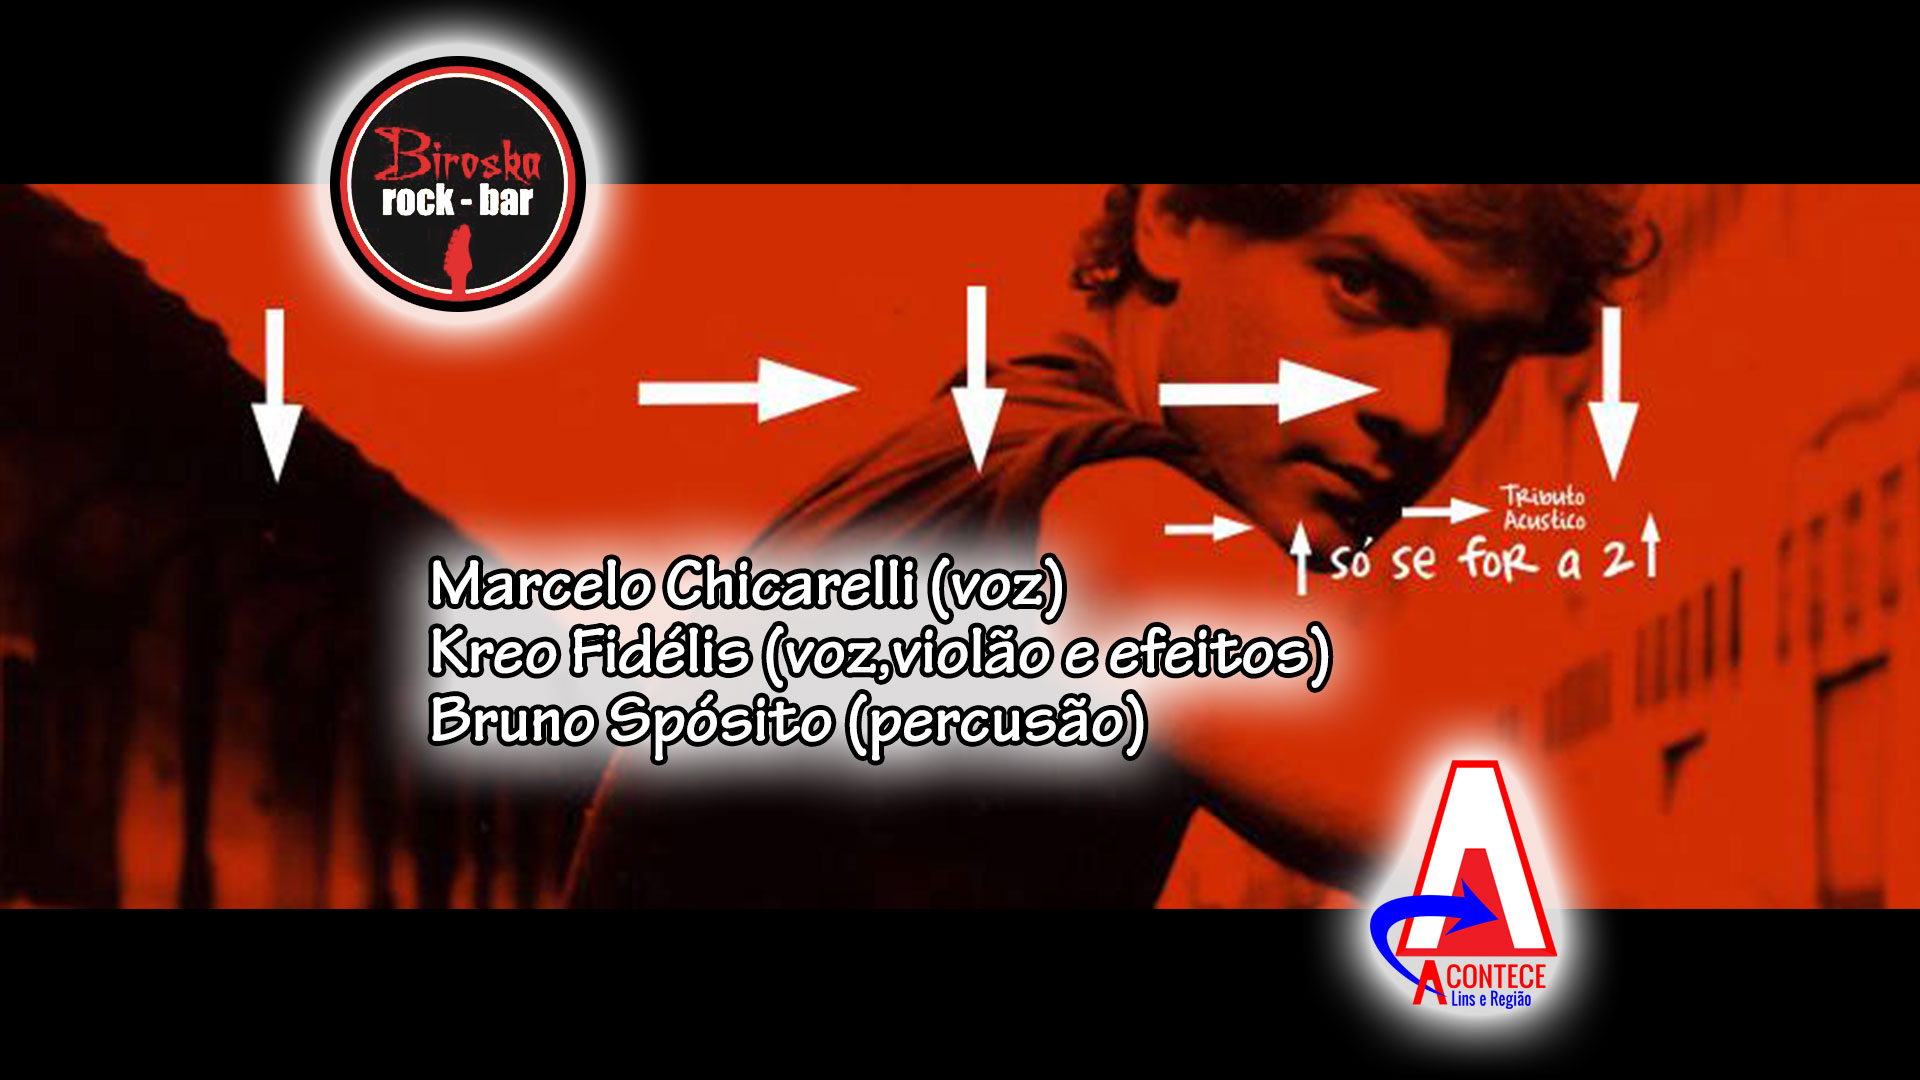 Biroska
rock - bar
Tributo
Acustico
só se for a 2
Marcelo Chicarelli (voz)
Kreo Fidélis (voz,violão e efeitos)
Bruno Spósito (percusão)
ACONTECE
Lins e Região